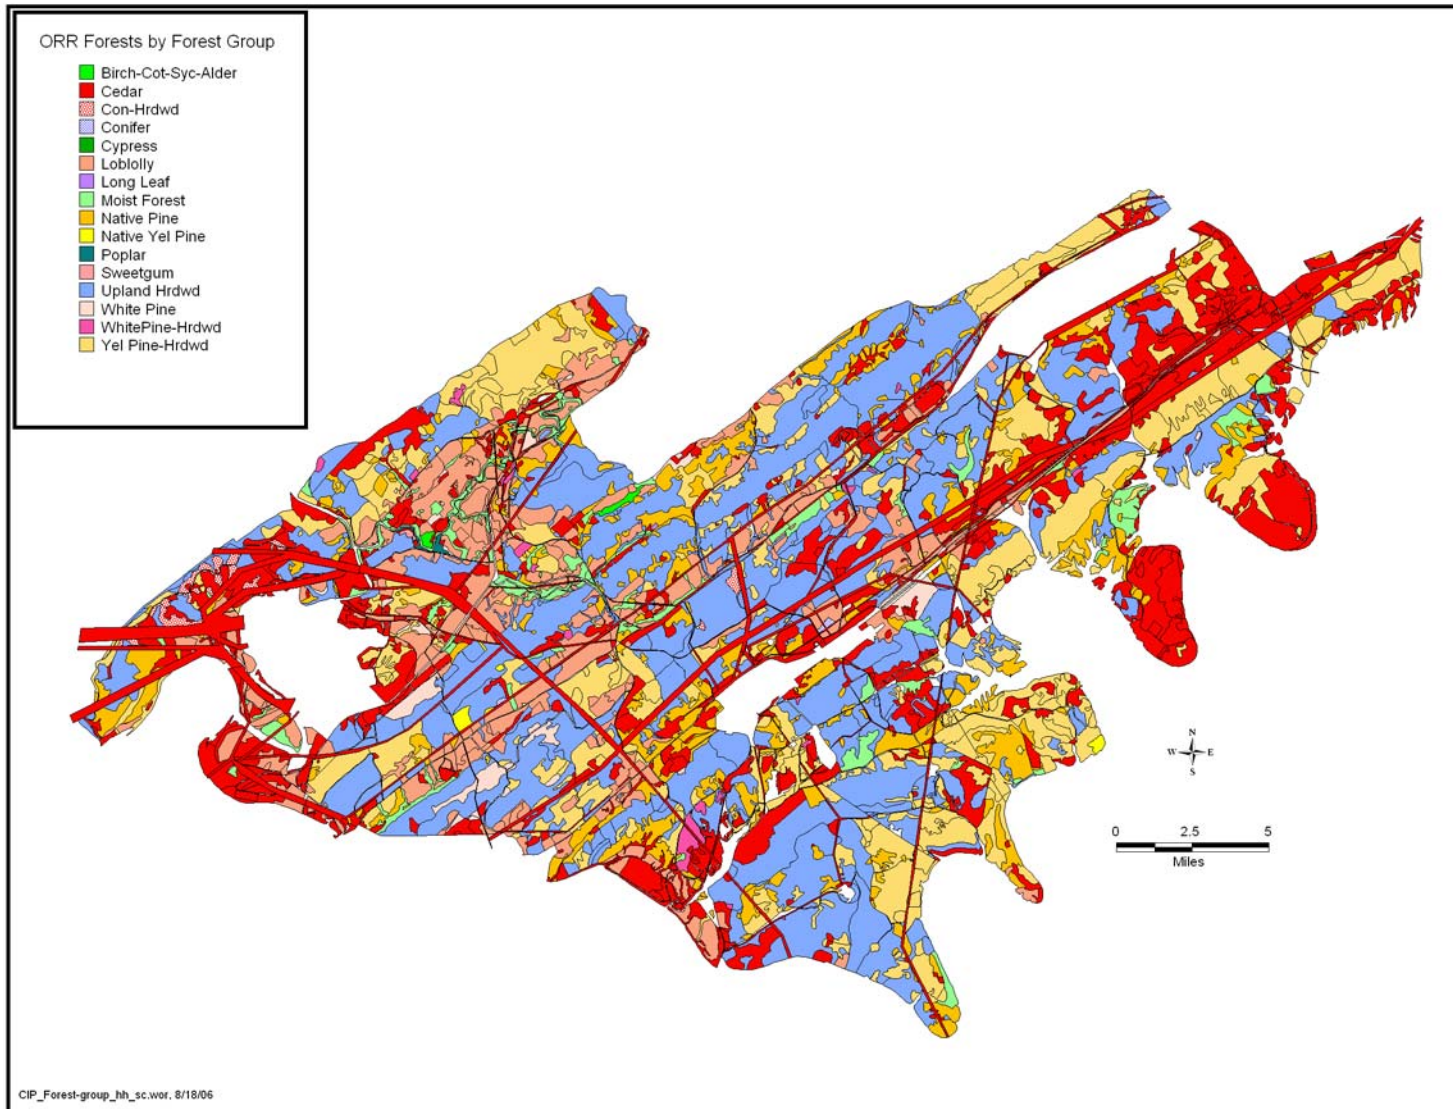 ORR Forests by Forest Group
Birch-Cot-Syc-Alder
Cedar
Con-Hrdwd
Conifer
Cypress
Loblolly
Long Leaf
Moist Forest
Native Pine
Native Yel Pine
Poplar
Sweetgum
Upland Hrdwd
White Pine
WhitePine-Hrdwd
Yel Pine-Hrdwd
N
W E
S
0 2.5 5
Miles
CIP_Forest-group_hh_sc.wor, 8/18/06